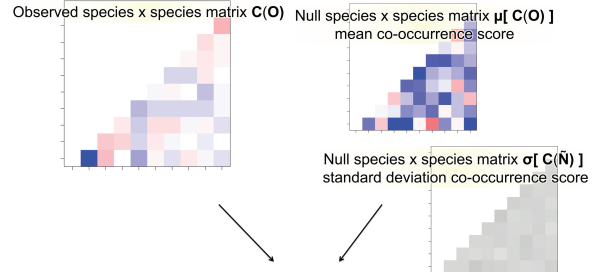 Observed species x species matrix C(O)
Null species x species matrix μ[ C(O) ]
mean co-occurrence score
Null species x species matrix σ[ C(Ñ) ]
standard deviation co-occurrence score